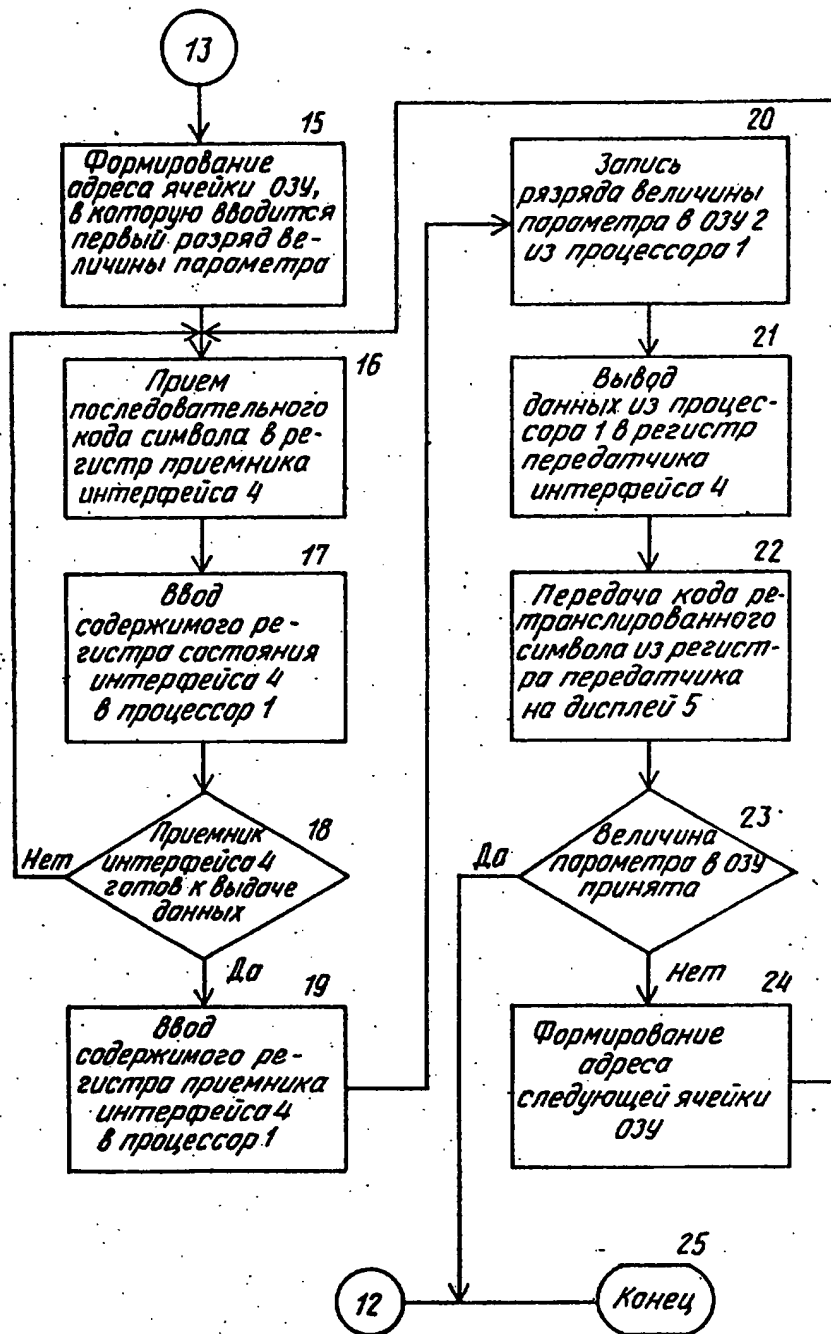 13
15
Формирование
адреса ячейки ОЗУ,
в которую вводится
первый разряд ве-
личины параметра
16
Прием
последовательного
кода символа в ре-
гистр приемника
интерфейса 4
17
Ввод
содержимого ре-
гистра состояния
интерфейса 4
в процессор 1
18
Приемник
интерфейса 4
готов к выдаче
данных
Нет
Да
19
Ввод
содержимого ре-
гистра приемника
интерфейса 4
в процессор 1
20
Запись
рязряда величины
параметра в ОЗУ 2
из процессора 1
21
Вывод
данных из процес-
сора 1 в регистр
передатчика
интерфейса 4
22
Передача кода ре-
транслированного
символа из регист-
ра передатчика
на дисплей 5
23
Величина
параметра в ОЗУ
принята
Да
Нет
24
Формирование
адреса
следующей ячейки
ОЗУ
25
12
Конец